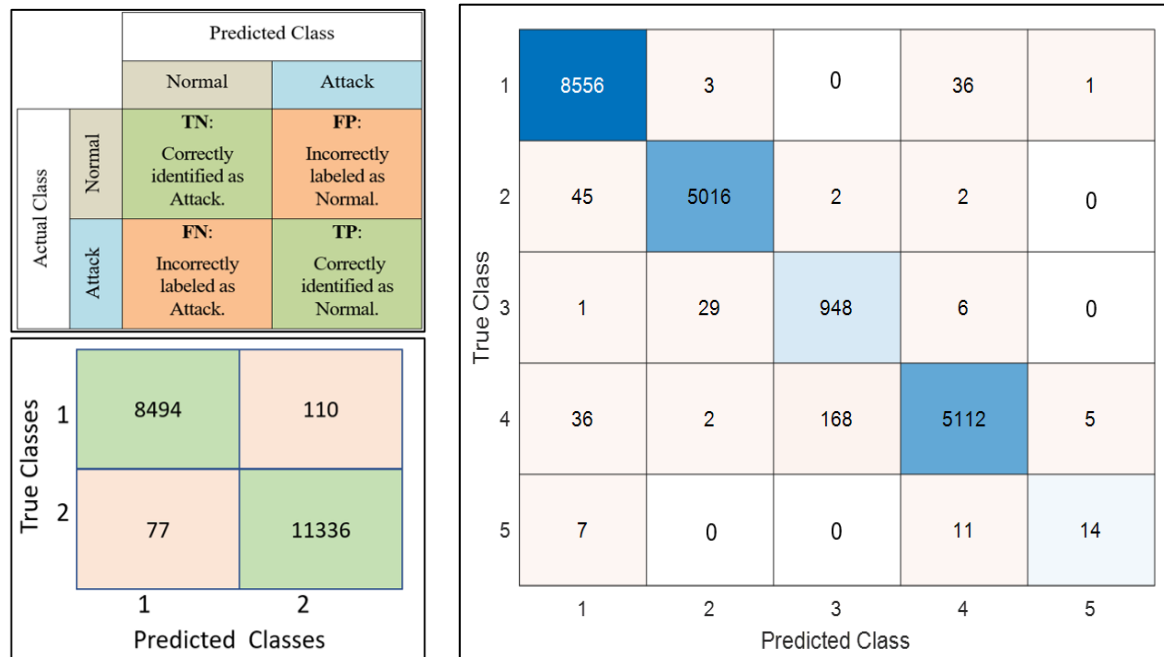 Predicted Class
Normal Attack
Actual Class
Normal
TN: FP:
Correctly Incorrectly
identified as labeled as
Attack. Normal.
Attack
FN: TP:
Incorrectly Correctly
labeled as identified as
Attack. Normal.
True Classes
1 8494 110
2 77 11336
1 2
Predicted Classes
True Class
1 8556 3 0 36 1
2 45 5016 2 2 0
3 1 29 948 6 0
4 36 2 168 5112 5
5 7 0 0 11 14
1 2 3 4 5
Predicted Class